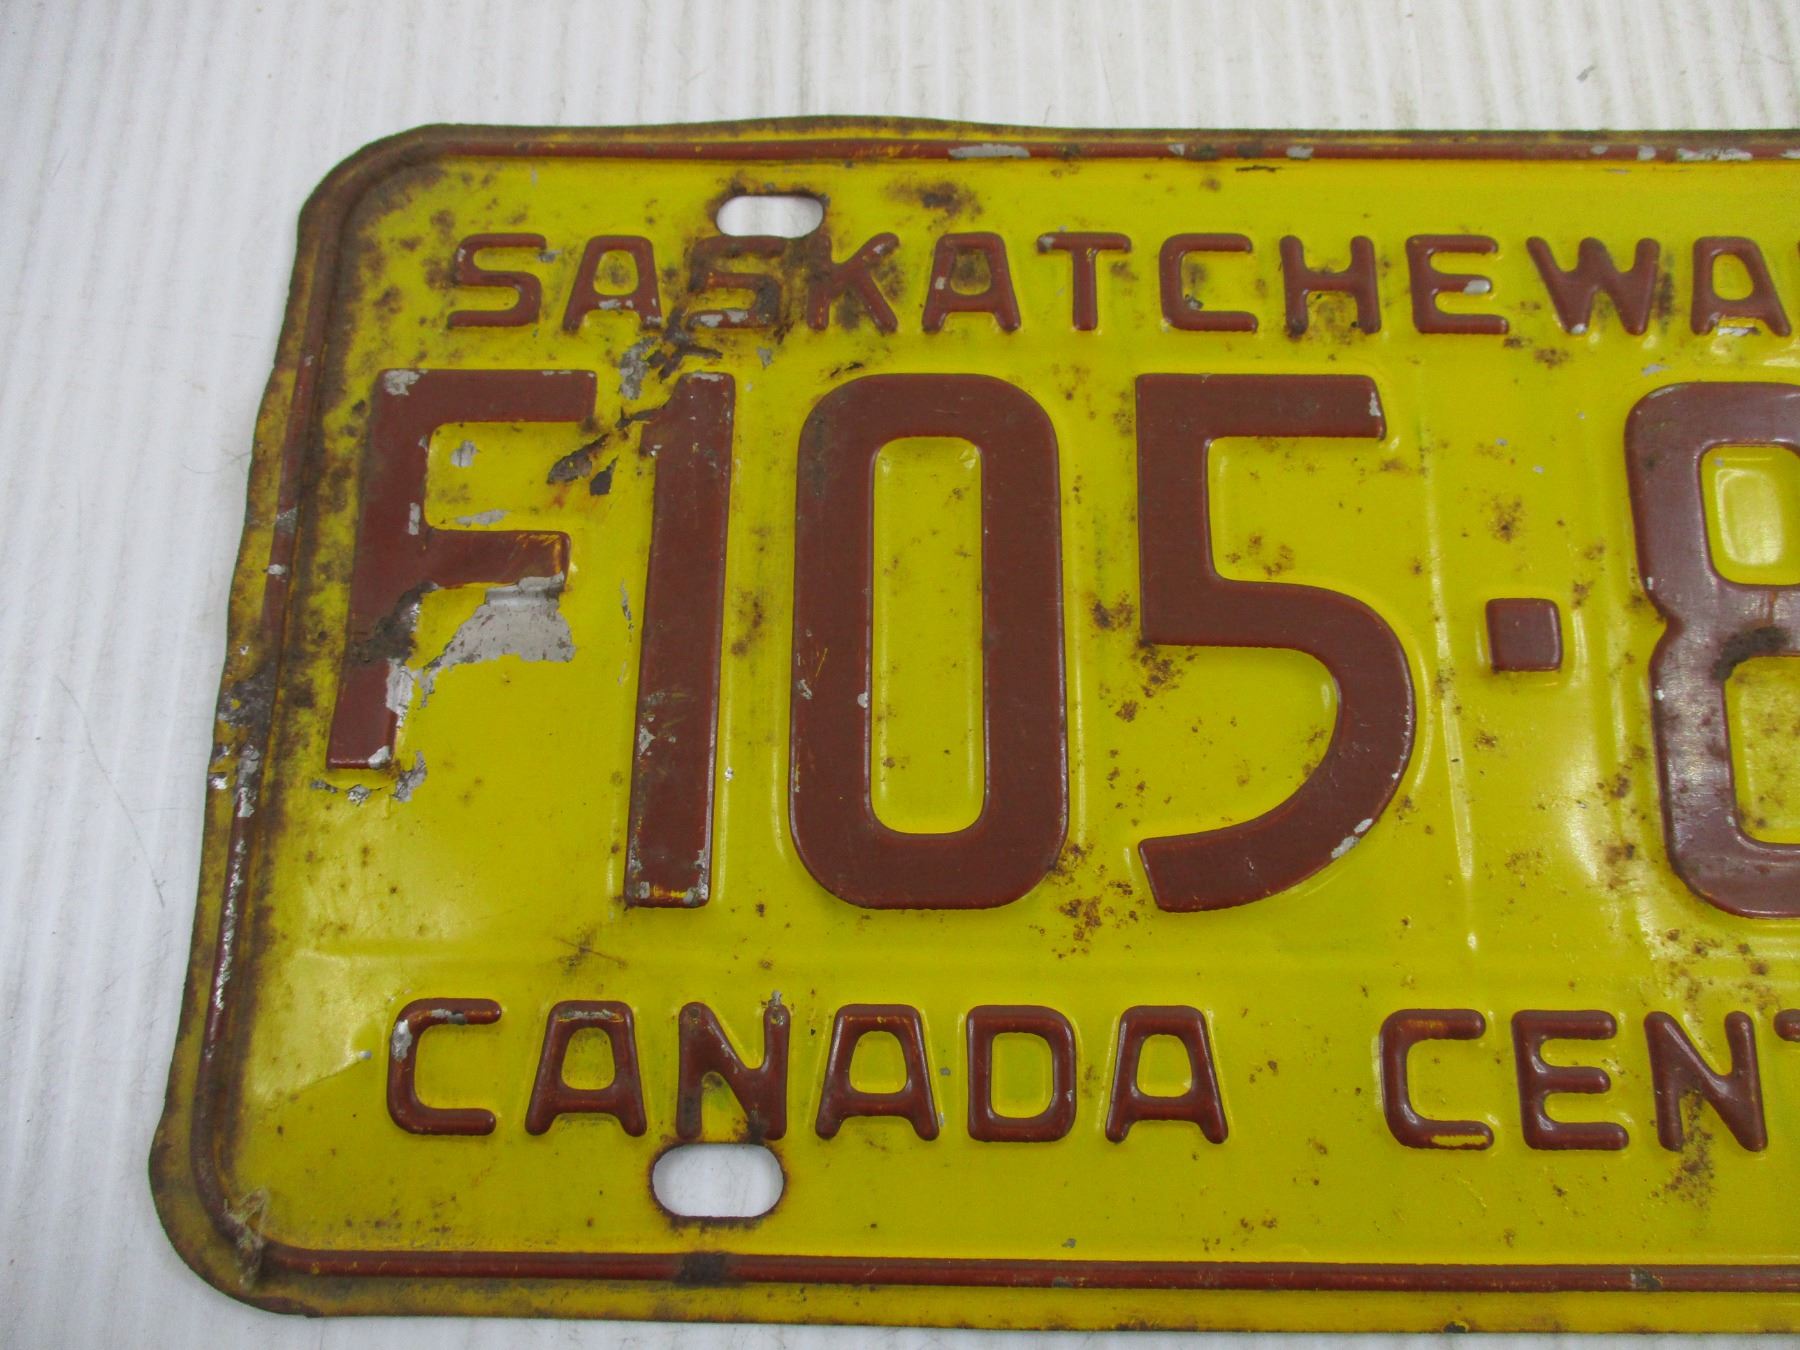 SASKATCHEWA
F105·8
CANADA CENT